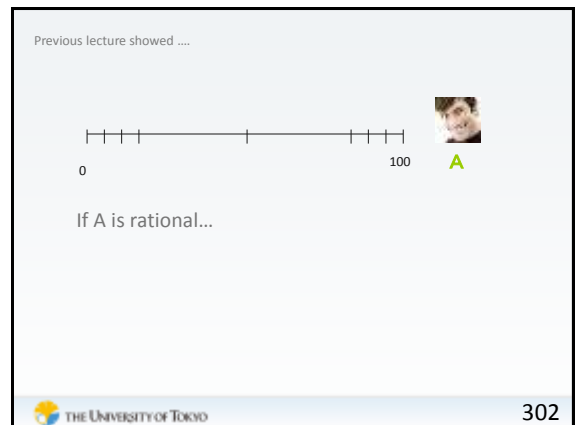 Previous lecture showed ....
0
100
A
If A is rational...
THE UNIVERSITY OF TOKYO
302